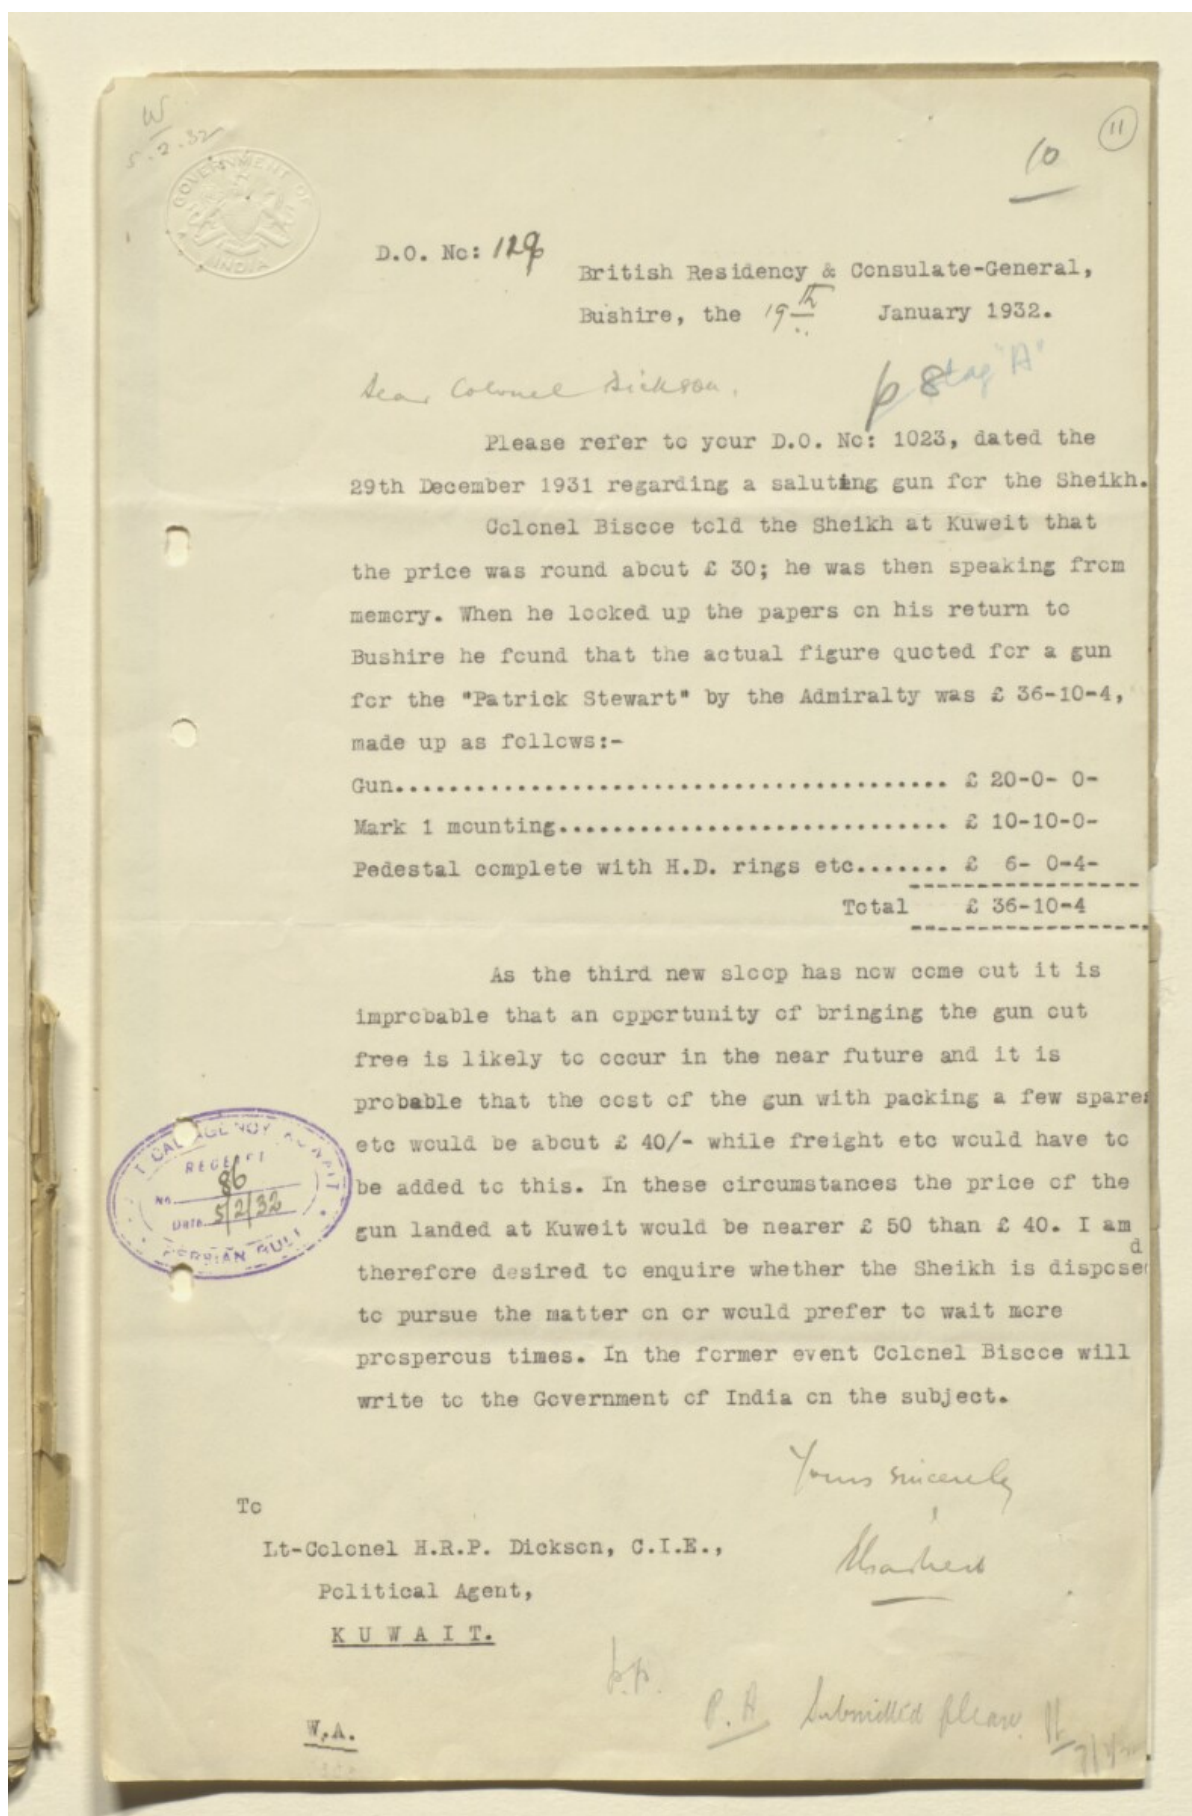 W
5.2.32
11
10
GOVERNMENT OF
INDIA
D.O. No: 129
British Residency & Consulate-General,
Bushire, the 19th January 1932.
Dear Colonel Dickson,
p 8 flag "A"
Please refer to your D.O. No: 1023, dated the
29th December 1931 regarding a saluting gun for the Sheikh.
Colonel Biscoe told the Sheikh at Kuweit that
the price was round about £ 30; he was then speaking from
memory. When he looked up the papers on his return to
Bushire he found that the actual figure quoted for a gun
for the "Patrick Stewart" by the Admiralty was £ 36-10-4,
made up as follows:-
Gun.......................................... £ 20-0- 0-
Mark 1 mounting.............................. £ 10-10-0-
Pedestal complete with H.D. rings etc....... £ 6- 0-4-
Total £ 36-10-4
As the third new sloop has now come out it is
improbable that an opportunity of bringing the gun out
free is likely to occur in the near future and it is
probable that the cost of the gun with packing a few spares
etc would be about £ 40/- while freight etc would have to
be added to this. In these circumstances the price of the
gun landed at Kuweit would be nearer £ 50 than £ 40. I am
therefore desired to enquire whether the Sheikh is disposed
to pursue the matter on or would prefer to wait more
prosperous times. In the former event Colonel Biscoe will
write to the Government of India on the subject.
AGENCY, KUWAIT
RECEIPT
No. 86
Date 5/2/32
PERSIAN GULF
Yours sincerely
To
Lt-Colonel H.R.P. Dickson, C.I.E.,
Political Agent,
KUWAIT.
p.p.
P.A. Submitted please
W.A.